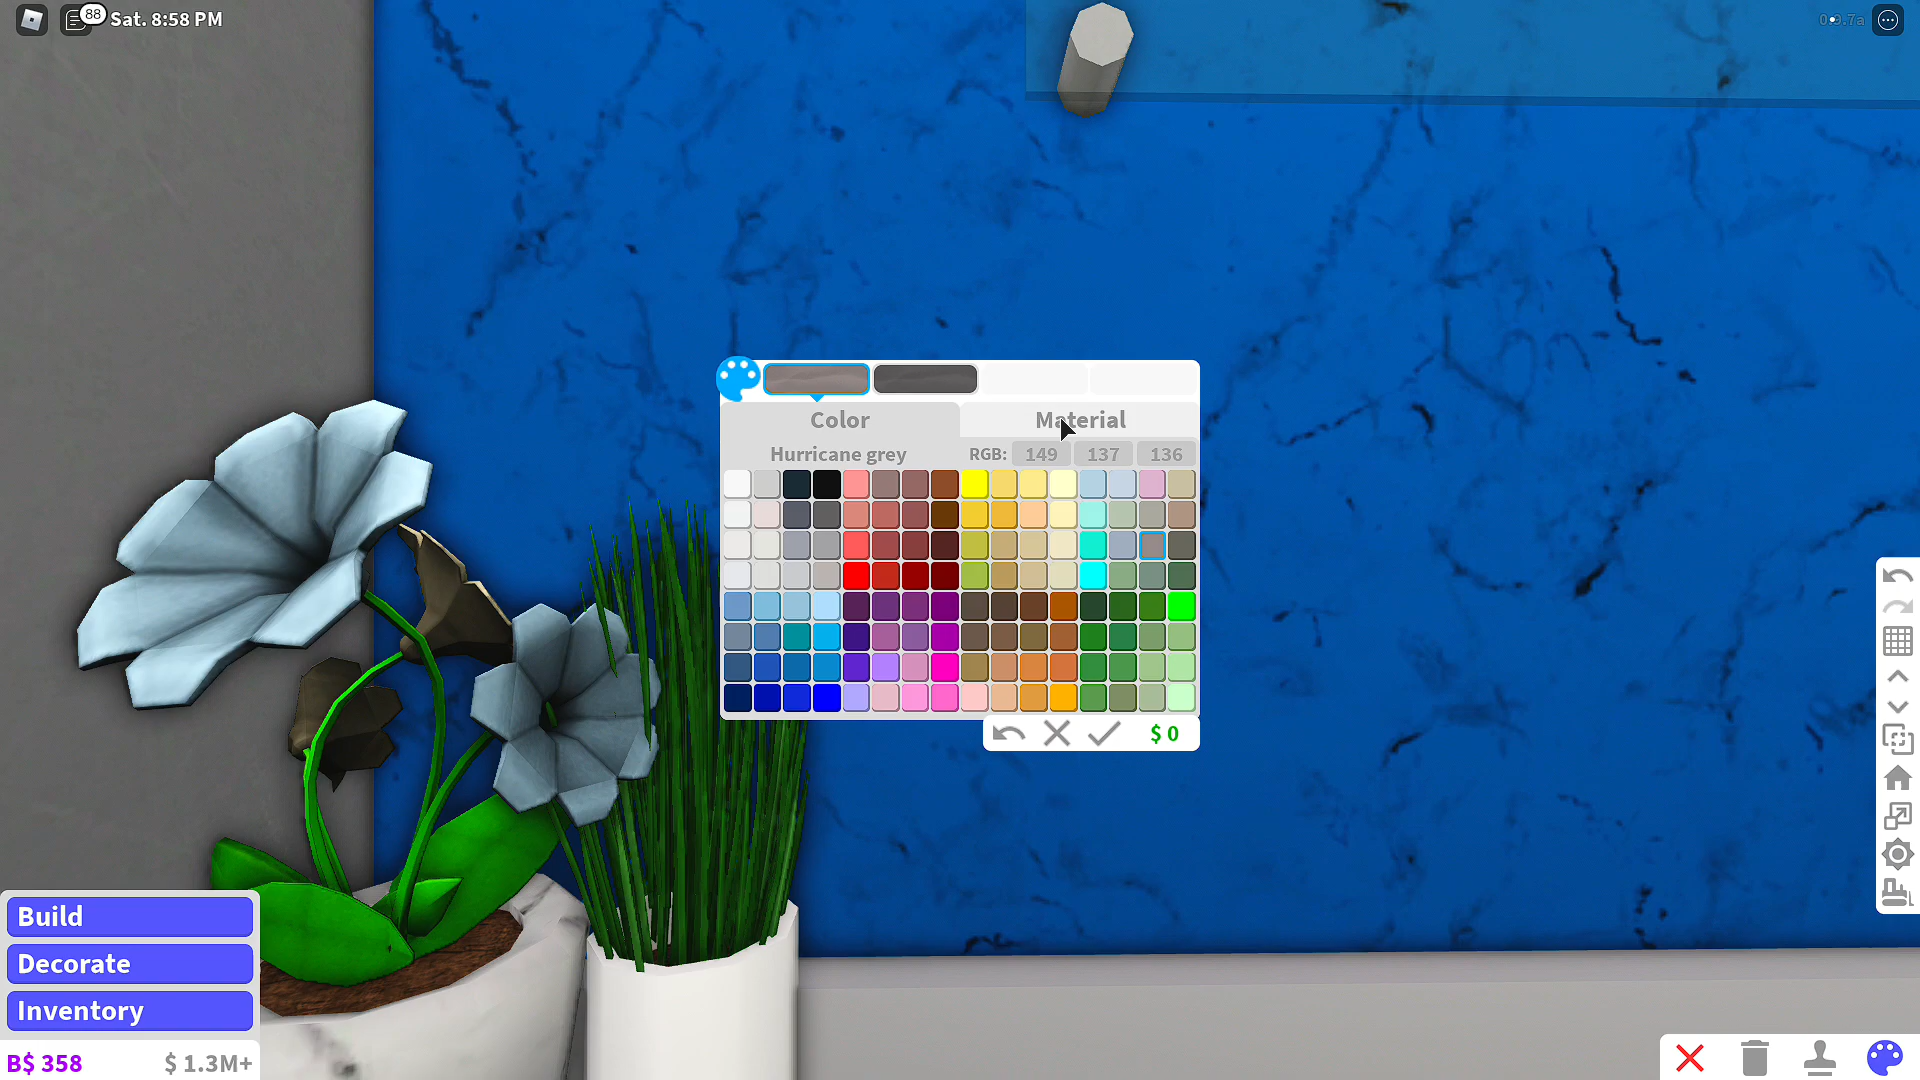 88
Sat. 8:58 PM
Color
Material
Hurricane grey
RGB: 149 137 136
$ 0
Build
Decorate
Inventory
B$ 358
$ 1.3M+